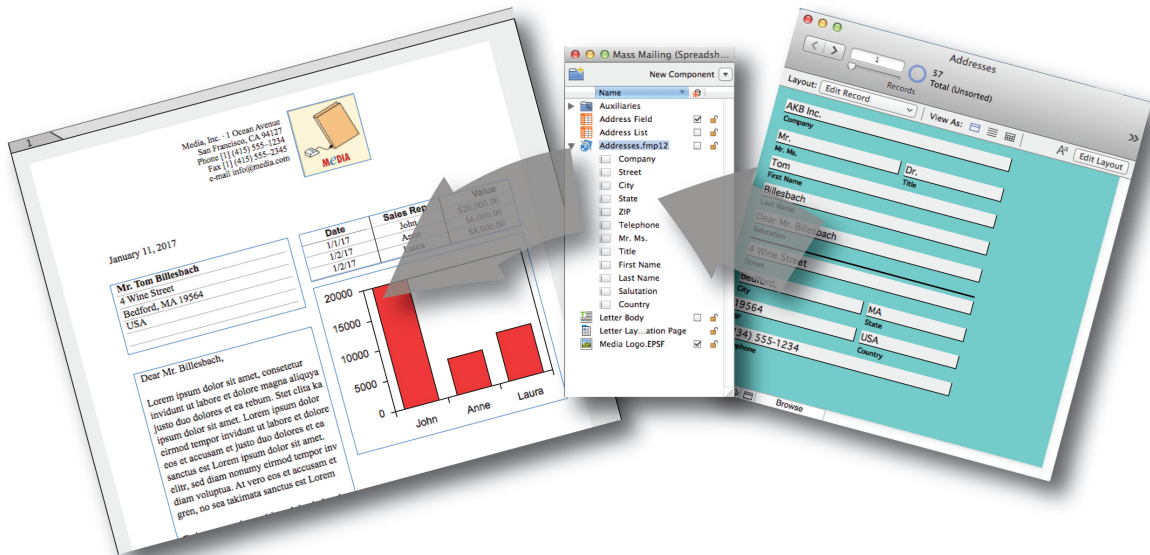 1
Media, Inc. · 1 Ocean Avenue
San Francisco, CA 94127
Phone [1] (415) 555–1234
Fax [1] (415) 555–2345
e-mail info@media.com
MeDIA
January 11, 2017
Mr. Tom Billesbach
4 Wine Street
Bedford, MA 19564
USA
Date Sales Rep Value
1/1/17 John $20,000.00
1/2/17 Anne $6,000.00
1/2/17 Laura $8,000.00
20000
15000
10000
5000
0
John Anne Laura
Dear Mr. Billesbach,
Lorem ipsum dolor sit amet, consetetur
invidunt ut labore et dolore magna aliquya
justo duo dolores et ea rebum. Stet clita ka
ipsum dolor sit amet. Lorem ipsum dolor
eirmod tempor invidunt ut labore et dolore
eos et accusam et justo duo dolores et ea
sanctus est Lorem ipsum dolor sit amet.
elitr, sed diam nonumy eirmod tempor inv
diam voluptua. At vero eos et accusam et
gren, no sea takimata sanctus est Lorem
Mass Mailing (Spreadsh...
New Component
Name
Auxiliaries
Address Field
Address List
Addresses.fmp12
Company
Street
City
State
ZIP
Telephone
Mr. Ms.
Title
First Name
Last Name
Salutation
Country
Letter Body
Letter Lay...ation Page
Media Logo.EPSF
Addresses
1
57
Total (Unsorted)
Records
Layout: Edit Record View As:
Aa Edit Layout
AKB Inc.
Company
Mr. Dr.
Mr. Ms. Title
Tom
First Name
Billesbach
Last Name
Dear Mr. Billesbach
Salutation
4 Wine Street
Street
Bedford, MA
City State
19564 USA
Country
34) 555-1234
Browse